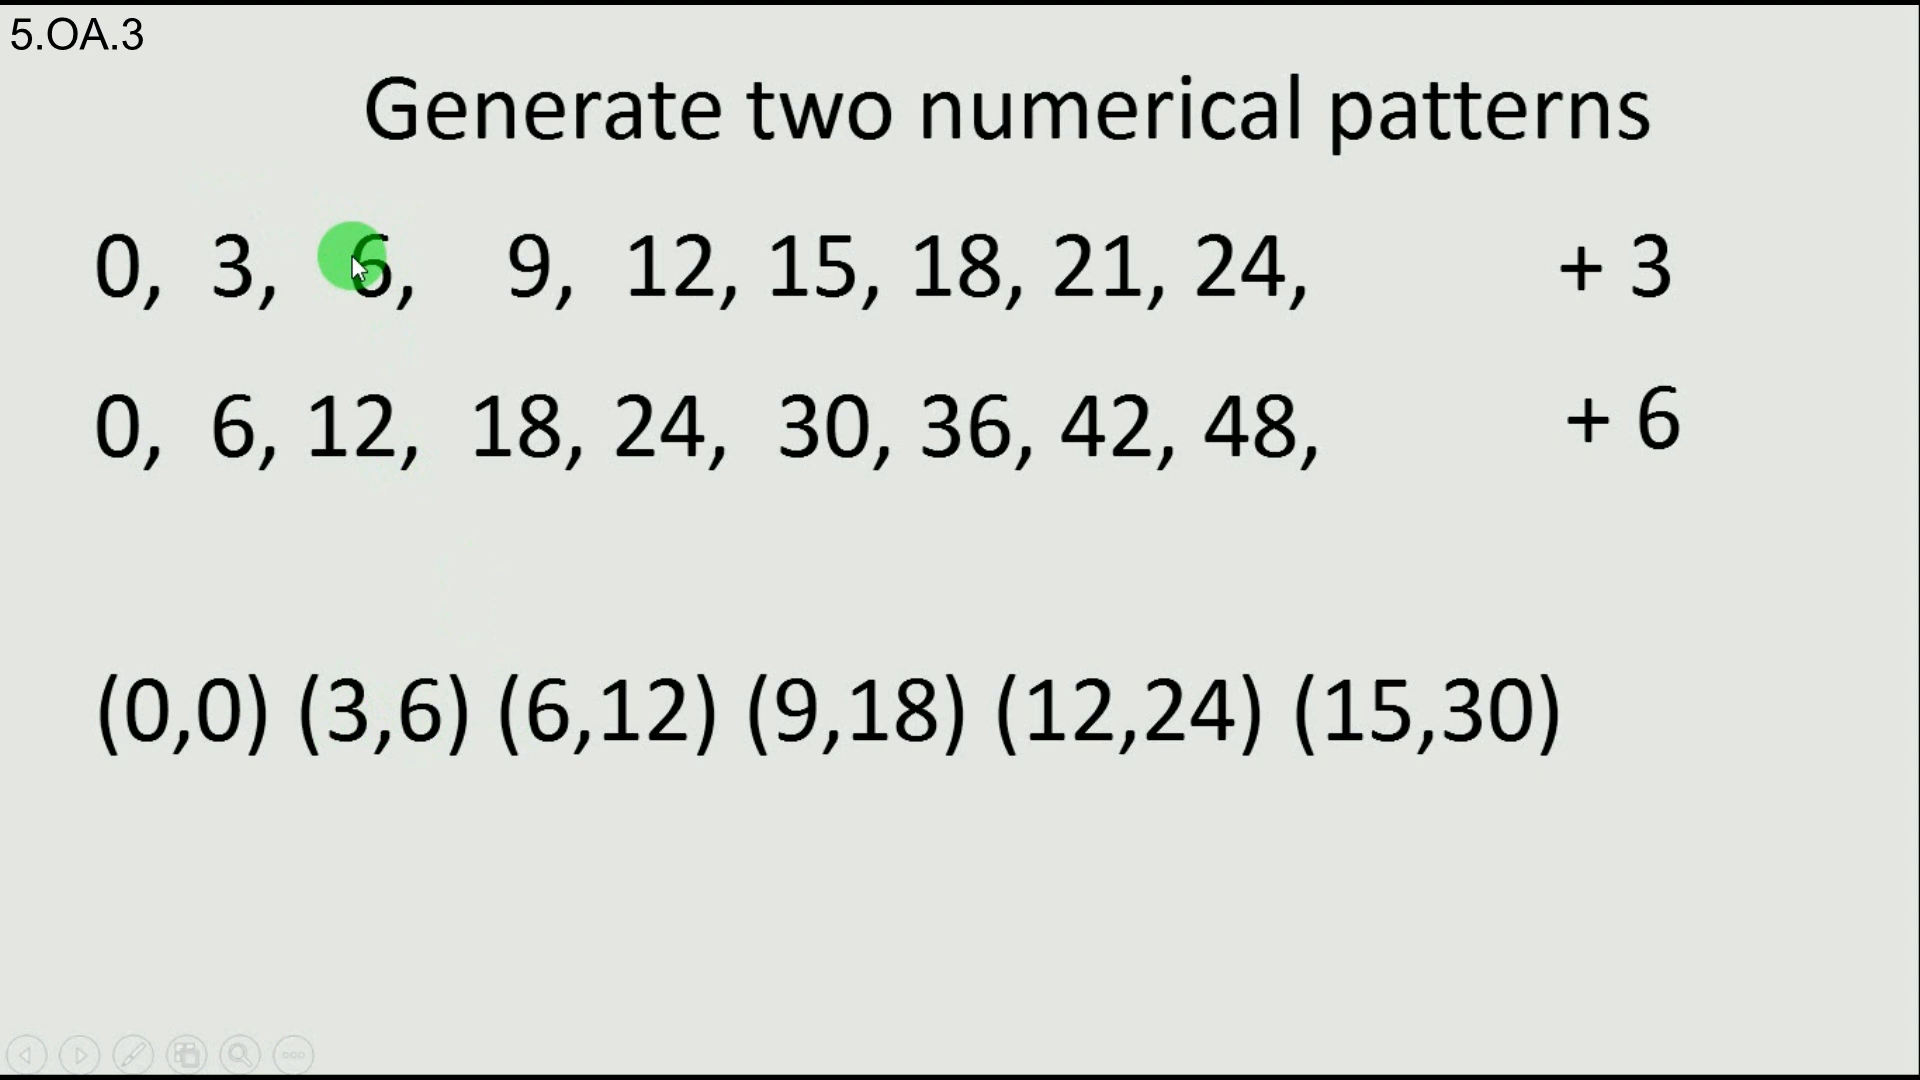 5.OA.3
Generate two numerical patterns
0, 3, 6, 9, 12, 15, 18, 21, 24, + 3
0, 6, 12, 18, 24, 30, 36, 42, 48, + 6
(0,0) (3,6) (6,12) (9,18) (12,24) (15,30)